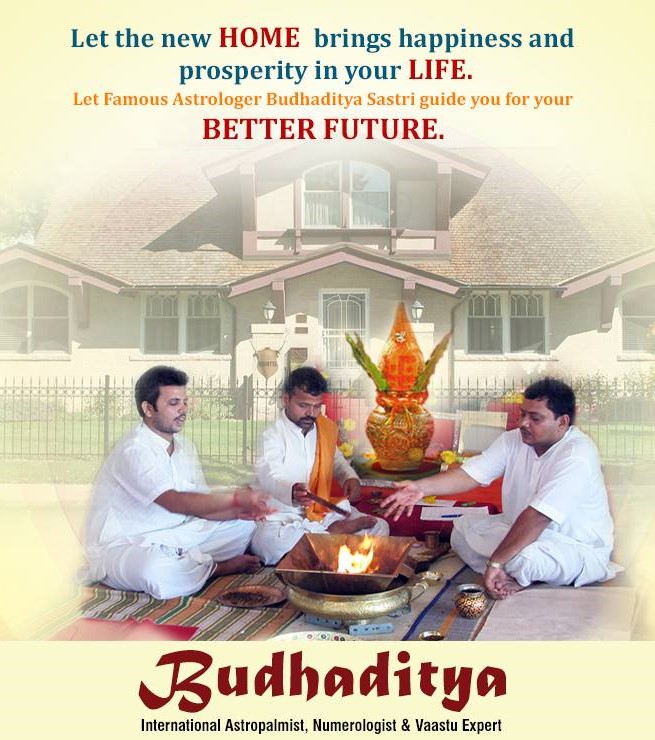 Let the new HOME brings happiness and
prosperity in your LIFE.
Let Famous Astrologer Budhaditya Sastri guide you for your
BETTER FUTURE.
Budhaditya
International Astropalmist, Numerologist & Vaastu Expert